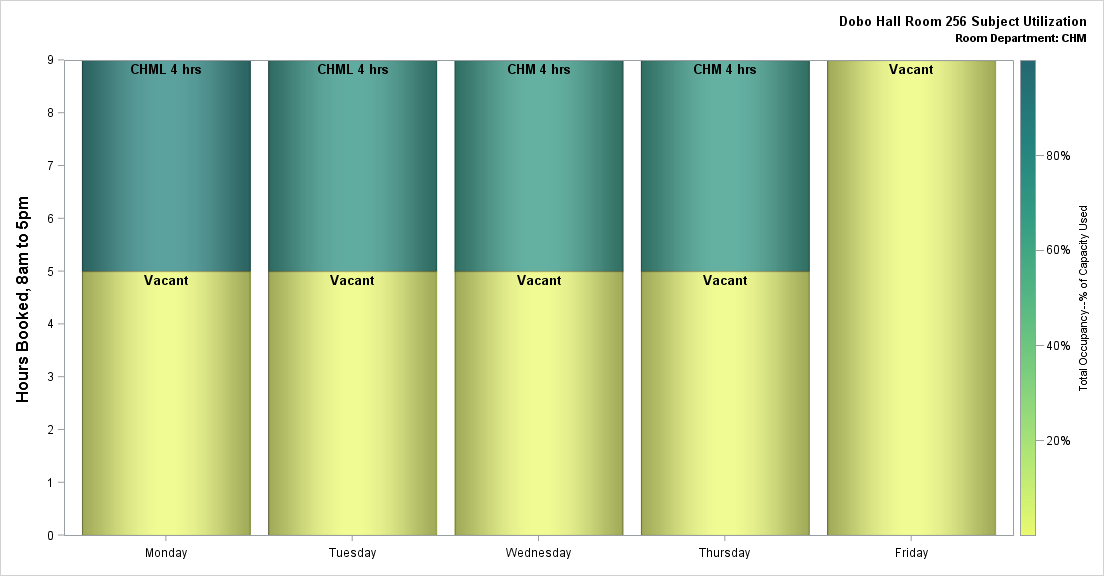 Dobo Hall Room 256 Subject Utilization
Room Department: CHM
Hours Booked, 8am to 5pm
9
8
7
6
5
4
3
2
1
0
CHML 4 hrs
CHML 4 hrs
CHM 4 hrs
CHM 4 hrs
Vacant
Vacant
Vacant
Vacant
Vacant
Monday
Tuesday
Wednesday
Thursday
Friday
80%
60%
40%
20%
Total Occupancy--% of Capacity Used